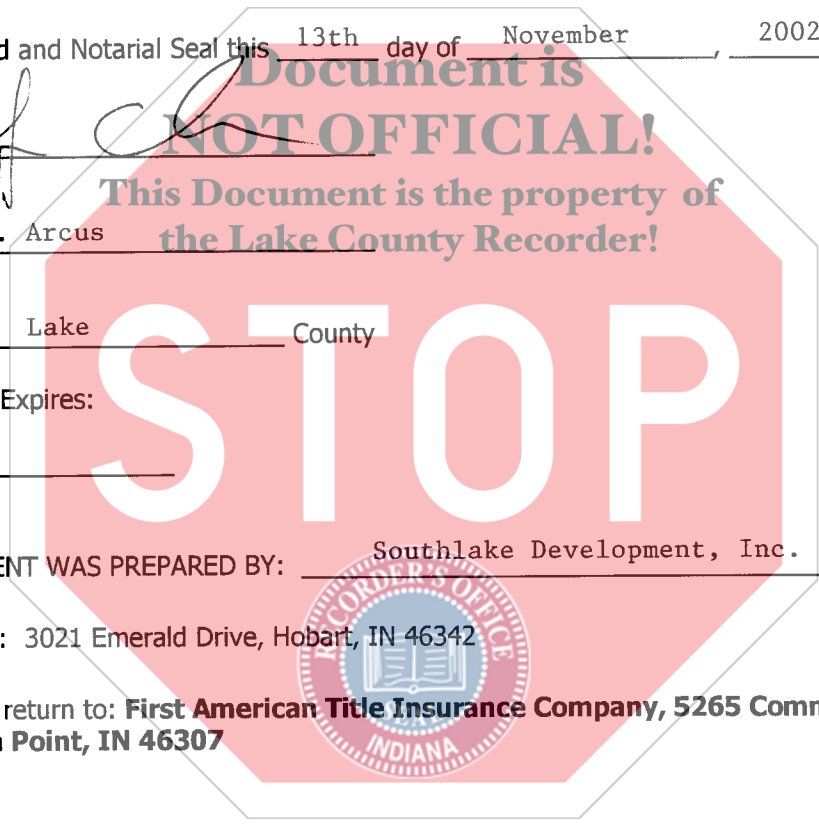 d and Notarial Seal this 13th day of November, 2002
Document is
NOT OFFICIAL!
This Document is the property of
. Arcus
the Lake County Recorder!
Lake County
STOP
Expires:
ENT WAS PREPARED BY: Southlake Development, Inc.
RECORDER'S OFFICE
: 3021 Emerald Drive, Hobart, IN 46342
return to: First American Title Insurance Company, 5265 Comm
Point, IN 46307
INDIANA